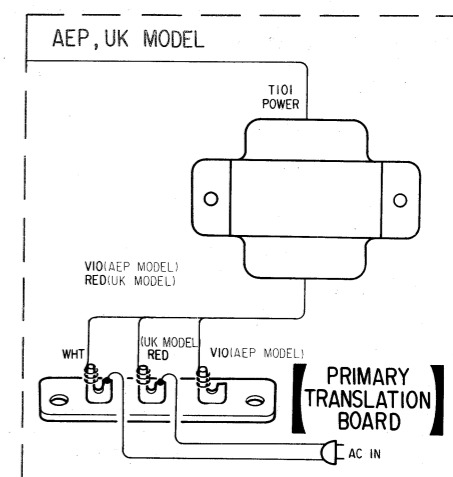 AEP, UK MODEL
T101
POWER
VIO(AEP MODEL)
RED(UK MODEL)
WHT
(UK MODEL)
RED
VIO(AEP MODEL)
PRIMARY
TRANSLATION
BOARD
AC IN